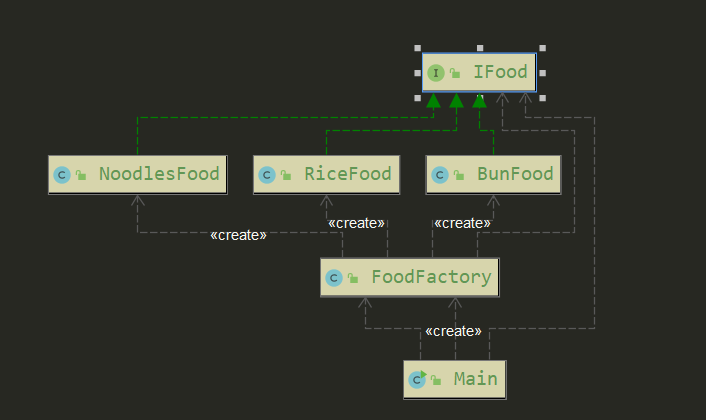 I IFood
C NoodlesFood
C RiceFood
C BunFood
«create»
«create»
«create»
C FoodFactory
«create»
C Main